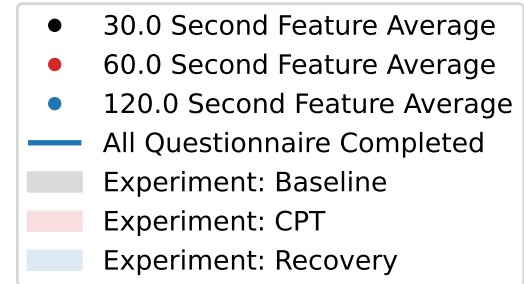 30.0 Second Feature Average
60.0 Second Feature Average
120.0 Second Feature Average
All Questionnaire Completed
Experiment: Baseline
Experiment: CPT
Experiment: Recovery